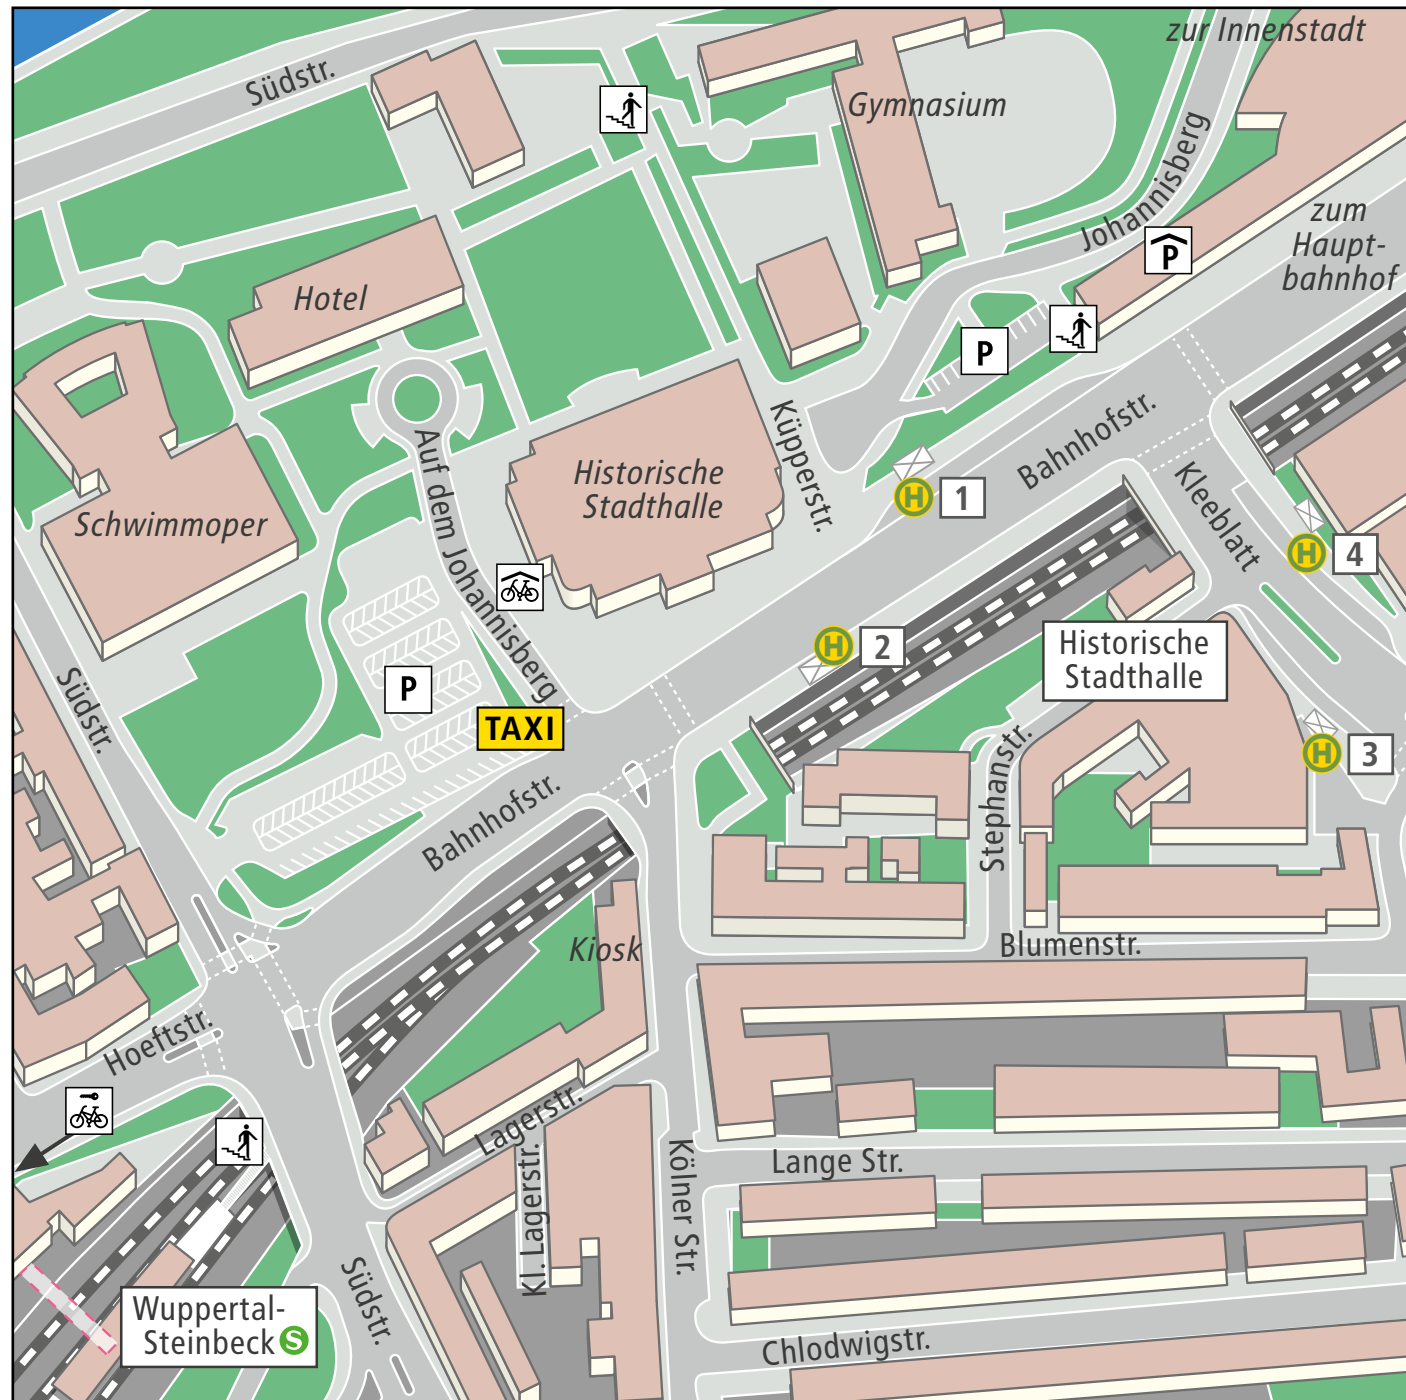 zur Innenstadt
Südstr.
Gymnasium
Johannisberg
zum
Haupt-
bahnhof
P
Hotel
P
Küpperstr.
Bahnhofstr.
Auf dem Johannisberg
Historische
Stadthalle
Kleeblatt
H 1
Schwimmoper
H 4
H 2
Historische
Stadthalle
Südstr.
P
TAXI
H 3
Stephanstr.
Bahnhofstr.
Kiosk
Blumenstr.
Hoeftstr.
Lagerstr.
Kl. Lagerstr.
Kölner Str.
Lange Str.
Südstr.
Wuppertal-
Steinbeck S
Chlodwigstr.